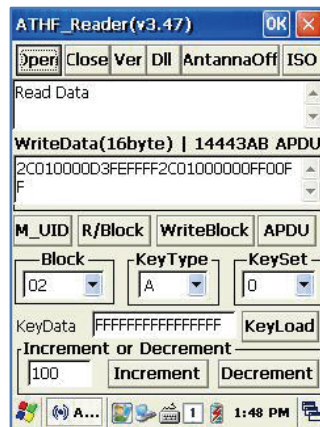 ATHF_Reader(v3.47) OK
Open Close Ver Dll AntannaOff ISO
Read Data
WriteData(16byte) | 14443AB APDU
2C010000D3FEFFFF2C01000000FF00F
F
M_UID R/Block WriteBlock APDU
Block KeyType KeySet
02 A 0
KeyData FFFFFFFFFFFFFFFF KeyLoad
Increment or Decrement
100 Increment Decrement
A... 1 1:48 PM